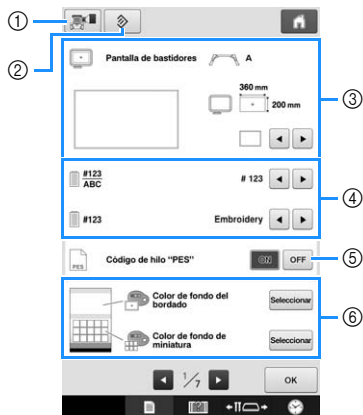 ①
②
Pantalla de bastidores A
360 mm
200 mm
③
#123
ABC
# 123
④
#123
Embroidery
PES
Código de hilo “PES”
ON
OFF
⑤
Color de fondo del
bordado
Seleccionar
⑥
Color de fondo de
miniatura
Seleccionar
1/7
OK